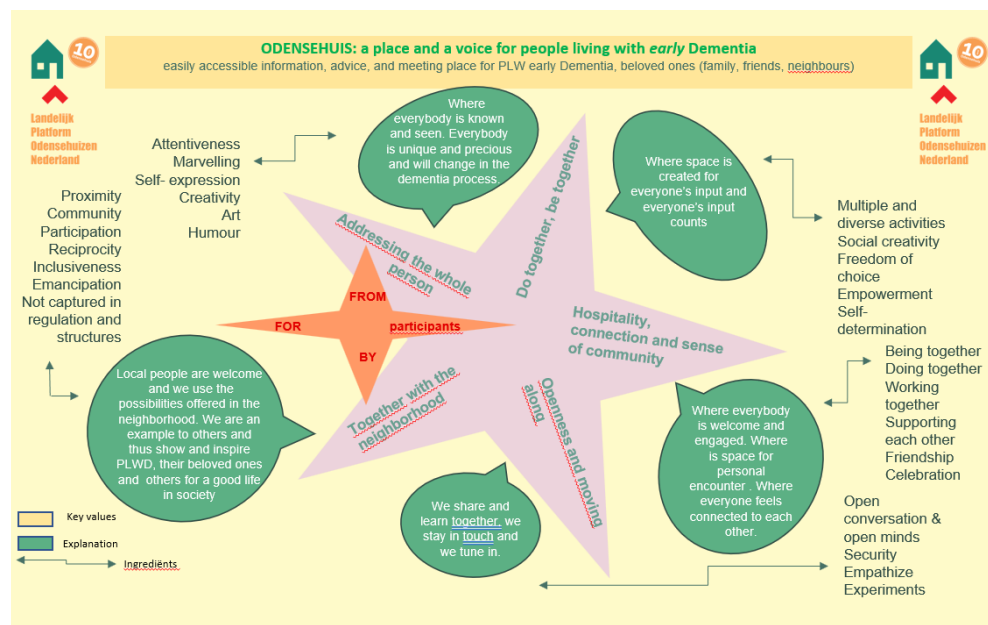 ODENSEHUIS: a place and a voice for people living with early Dementia
easily accessible information, advice, and meeting place for PLW early Dementia, beloved ones (family, friends, neighbours)
10
Landelijk
Platform
Odensehuizen
Nederland
10
Landelijk
Platform
Odensehuizen
Nederland
Attentiveness
Marvelling
Self- expression
Creativity
Art
Humour
Where
everybody is known
and seen. Everybody
is unique and precious
and will change in the
dementia process.
Where space is
created for
everyone's input and
everyone's input
counts
Proximity
Community
Participation
Reciprocity
Inclusiveness
Emancipation
Not captured in
regulation and
structures
Multiple and
diverse activities
Social creativity
Freedom of
choice
Empowerment
Self-
determination
Addressing the whole
person
Do together, be together
Hospitality,
connection and sense
of community
Openness and moving
along
Together with the
neighborhood
FROM
FOR
participants
BY
Local people are welcome
and we use the
possibilities offered in the
neighborhood. We are an
example to others and
thus show and inspire
PLWD, their beloved ones
and others for a good life
in society
Being together
Doing together
Working
together
Supporting
each other
Friendship
Celebration
Where everybody
is welcome and
engaged. Where
is space for
personal
encounter . Where
everyone feels
connected to each
other.
We share and
learn together, we
stay in touch and
we tune in.
Open
conversation &
open minds
Security
Empathize
Experiments
Key values
Explanation
Ingrediënts